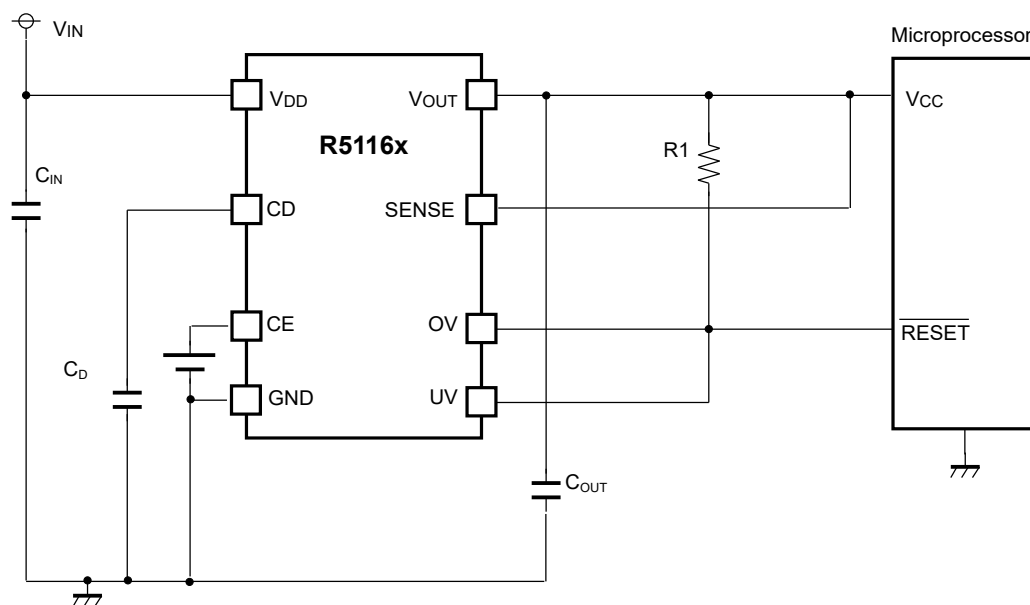 VIN
Microprocessor
VDD
VOUT
VCC
R5116x
R1
CIN
CD
SENSE
CE
OV
RESET
CD
GND
UV
COUT